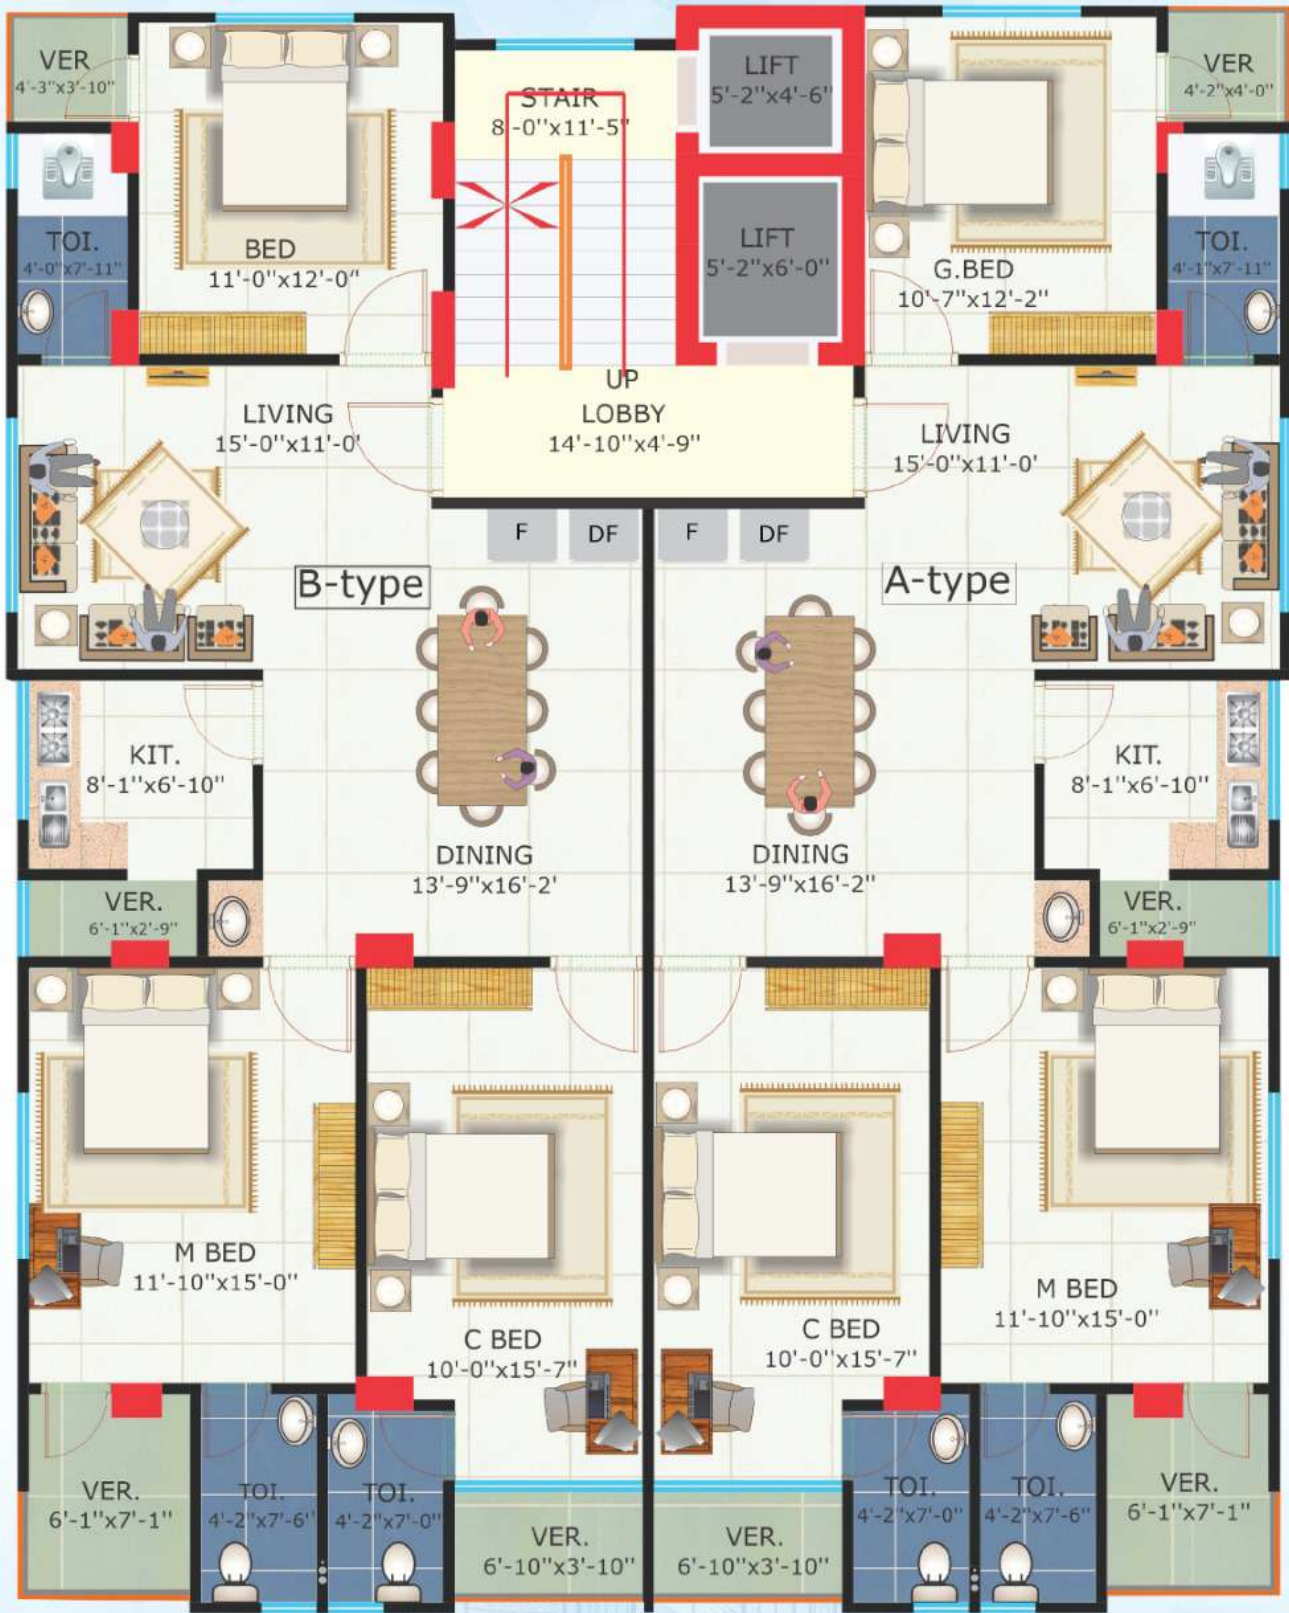 VER
4'-3"x3'-10"
STAIR
8'-0"x11'-5"
LIFT
5'-2"x4'-6"
VER
4'-2"x4'-0"
TOI.
4'-0"x7'-11"
BED
11'-0"x12'-0"
LIFT
5'-2"x6'-0"
G.BED
10'-7"x12'-2"
TOI.
4'-1"x7'-11"
UP
LIVING
15'-0"x11'-0'
LOBBY
14'-10"x4'-9"
LIVING
15'-0"x11'-0'
F
DF
F
DF
B-type
A-type
KIT.
8'-1"x6'-10"
DINING
13'-9"x16'-2'
DINING
13'-9"x16'-2"
KIT.
8'-1"x6'-10"
VER.
6'-1"x2'-9"
VER.
6'-1"x2'-9"
M BED
11'-10"x15'-0"
C BED
10'-0"x15'-7"
C BED
10'-0"x15'-7"
M BED
11'-10"x15'-0"
VER.
6'-1"x7'-1"
TOI.
4'-2"x7'-6"
TOI.
4'-2"x7'-0"
VER.
6'-10"x3'-10"
VER.
6'-10"x3'-10"
TOI.
4'-2"x7'-0"
TOI.
4'-2"x7'-6"
VER.
6'-1"x7'-1"